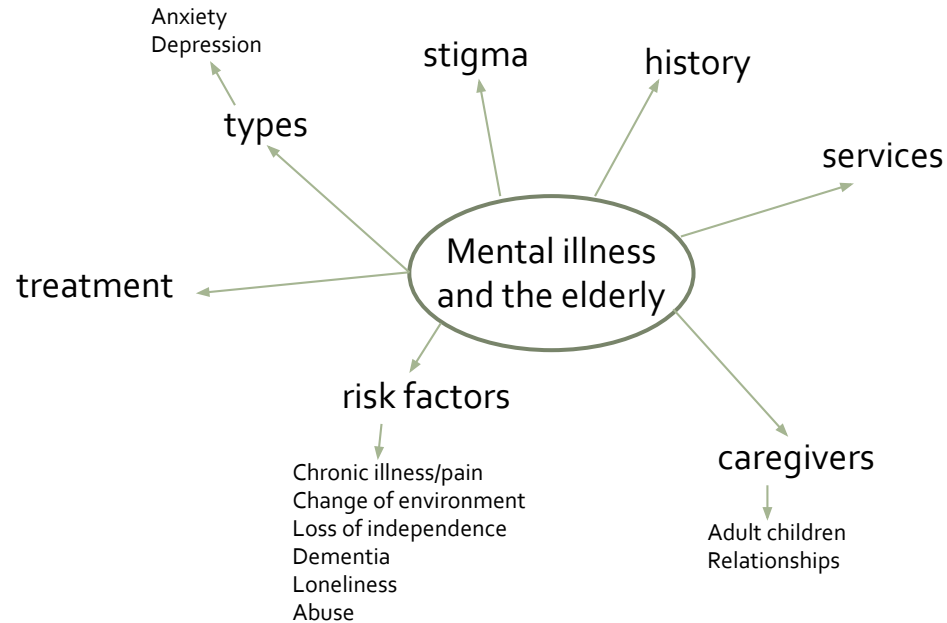 Anxiety
Depression
types
stigma
history
services
Mental illness
and the elderly
treatment
risk factors
Chronic illness/pain
Change of environment
Loss of independence
Dementia
Loneliness
Abuse
caregivers
Adult children
Relationships